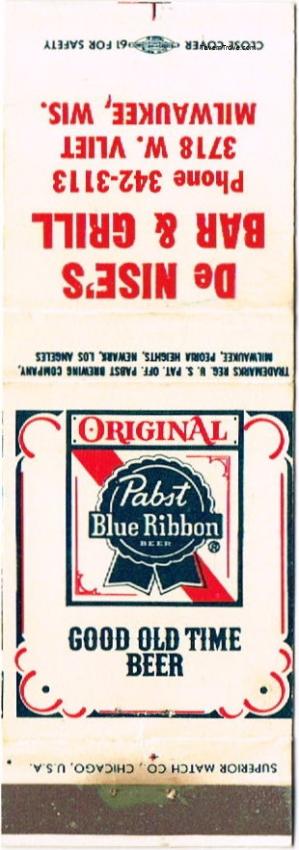 CLOSE COVER 61 FOR SAFETY
De NISE'S
BAR & GRILL
Phone 342-3113
3718 W. VLIET
MILWAUKEE, WIS.
TRADEMARKS REG. U. S. PAT. OFF. PABST BREWING COMPANY,
MILWAUKEE, PEORIA HEIGHTS, NEWARK, LOS ANGELES
ORIGINAL
Pabst
Blue Ribbon
BEER
®
GOOD OLD TIME
BEER
SUPERIOR MATCH CO., CHICAGO, U.S.A.